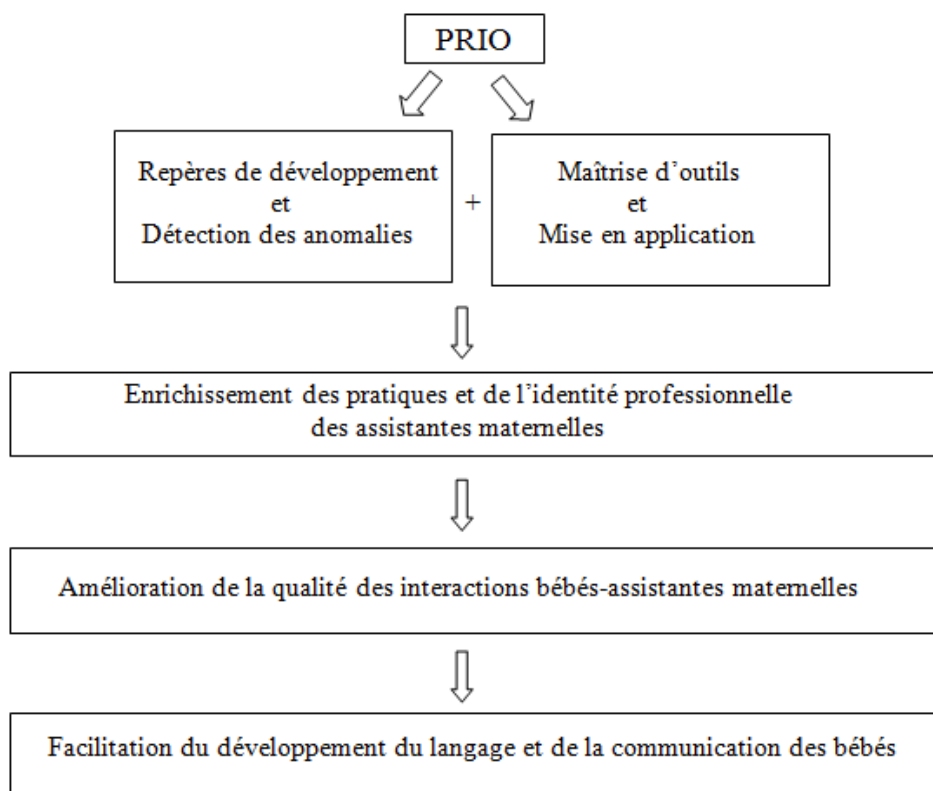 PRIO
Repères de développement
et
Détection des anomalies
+
Maîtrise d'outils
et
Mise en application
Enrichissement des pratiques et de l'identité professionnelle
des assistantes maternelles
Amélioration de la qualité des interactions bébés-assistantes maternelles
Facilitation du développement du langage et de la communication des bébés